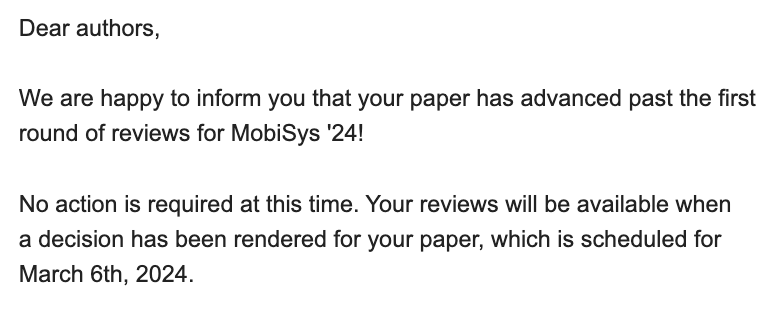 Dear authors,
We are happy to inform you that your paper has advanced past the first
round of reviews for MobiSys '24!
No action is required at this time. Your reviews will be available when
a decision has been rendered for your paper, which is scheduled for
March 6th, 2024.